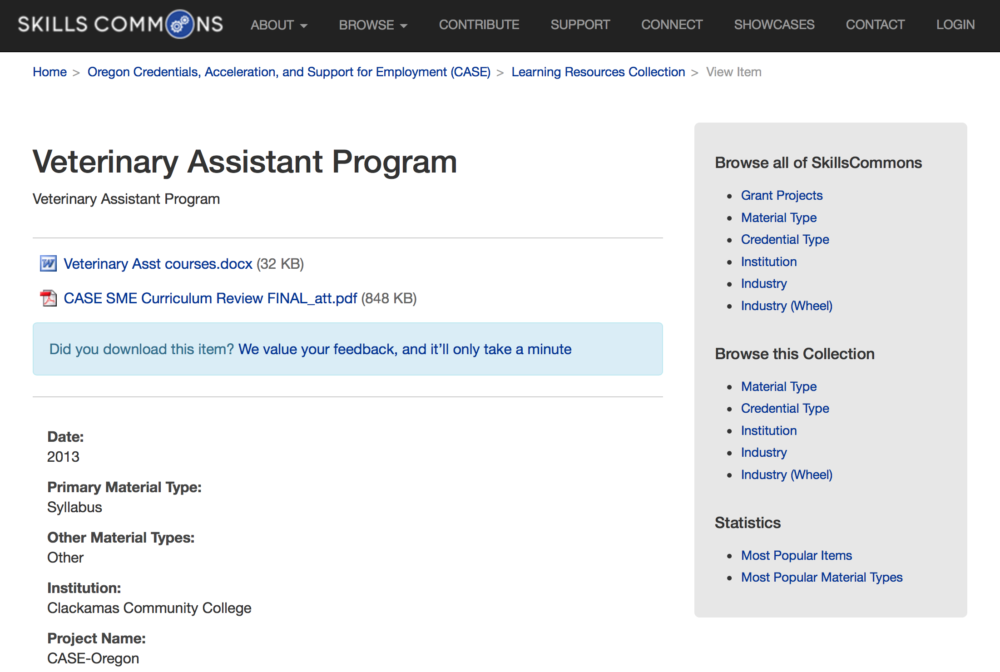 SKILLS COMMONS ABOUT BROWSE CONTRIBUTE SUPPORT CONNECT SHOWCASES CONTACT LOGIN
Home > Oregon Credentials, Acceleration, and Support for Employment (CASE) > Learning Resources Collection > View Item
Veterinary Assistant Program
Veterinary Assistant Program
Veterinary Asst courses.docx (32 KB)
CASE SME Curriculum Review FINAL_att.pdf (848 KB)
Did you download this item? We value your feedback, and it’ll only take a minute
Date:
2013
Primary Material Type:
Syllabus
Other Material Types:
Other
Institution:
Clackamas Community College
Project Name:
CASE-Oregon
Browse all of SkillsCommons
Grant Projects
Material Type
Credential Type
Institution
Industry
Industry (Wheel)
Browse this Collection
Material Type
Credential Type
Institution
Industry
Industry (Wheel)
Statistics
Most Popular Items
Most Popular Material Types